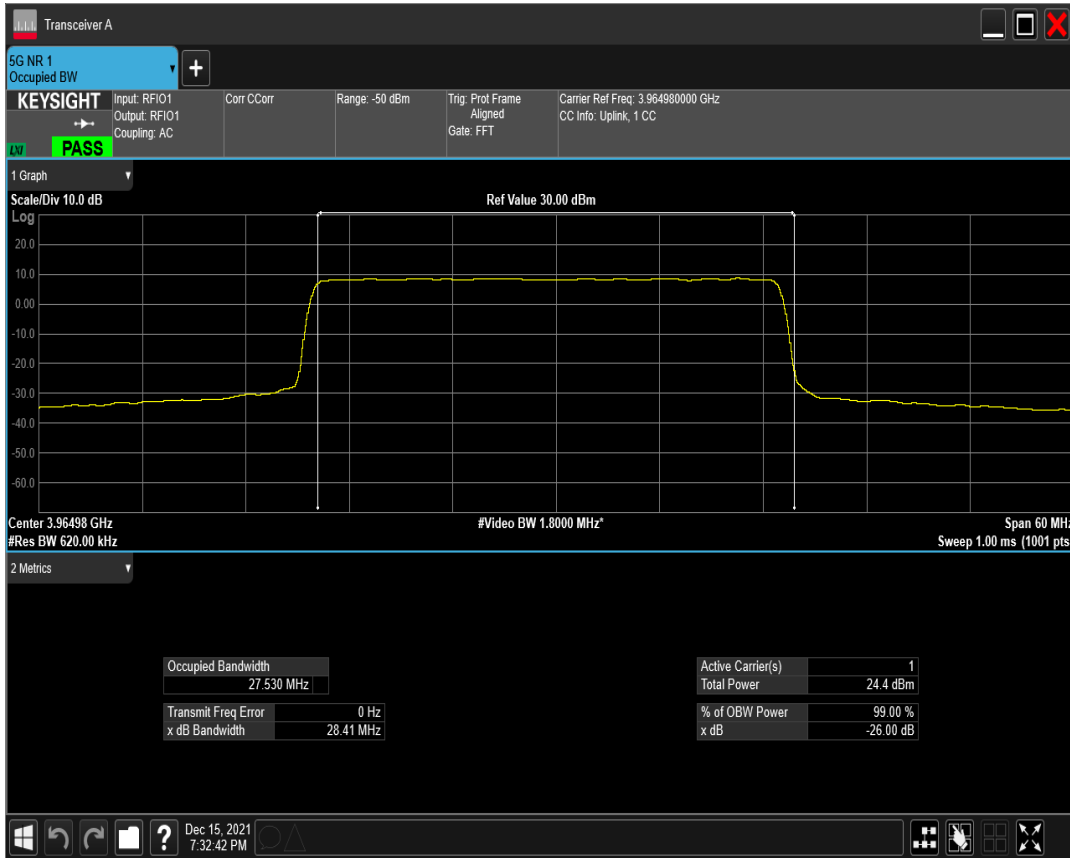 Transceiver A
5G NR 1
Occupied BW
KEYSIGHT
LXI
PASS
Input: RFIO1
Output: RFIO1
Coupling: AC
Corr CCorr
Range: -50 dBm
Trig: Prot Frame
Aligned
Gate: FFT
Carrier Ref Freq: 3.964980000 GHz
CC Info: Uplink, 1 CC
1 Graph
Scale/Div 10.0 dB
Ref Value 30.00 dBm
Log
20.0
10.0
0.00
-10.0
-20.0
-30.0
-40.0
-50.0
-60.0
Center 3.96498 GHz
#Video BW 1.8000 MHz*
Span 60 MHz
#Res BW 620.00 kHz
Sweep 1.00 ms (1001 pts
2 Metrics
Occupied Bandwidth
27.530 MHz
Transmit Freq Error 0 Hz
x dB Bandwidth 28.41 MHz
Active Carrier(s) 1
Total Power 24.4 dBm
% of OBW Power 99.00 %
x dB -26.00 dB
?
Dec 15, 2021
7:32:42 PM